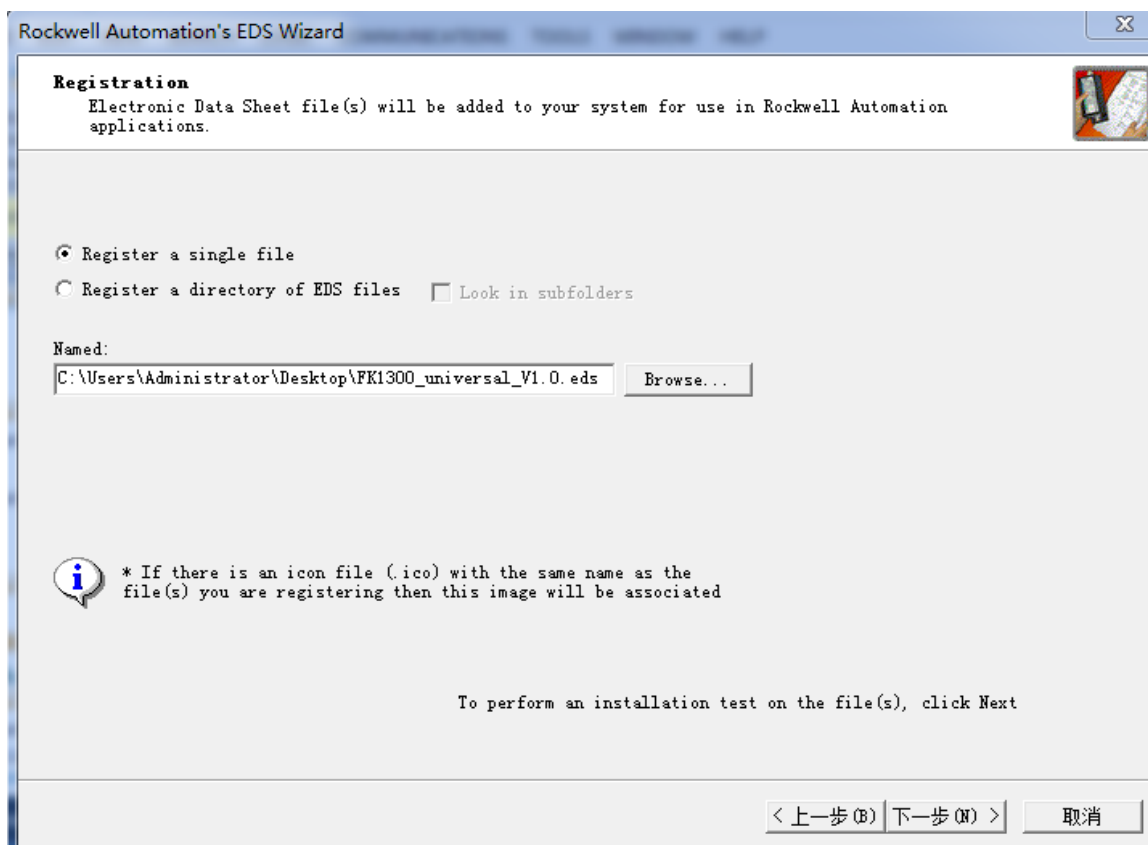 Rockwell Automation's EDS Wizard
COMMUNICATIONS TOOLS WINDOW HELP
Registration
Electronic Data Sheet file(s) will be added to your system for use in Rockwell Automation
applications.
Register a single file
Register a directory of EDS files Look in subfolders
Named:
C:\Users\Administrator\Desktop\FK1300_universal_V1.0.eds Browse...
* If there is an icon file (.ico) with the same name as the
file(s) you are registering then this image will be associated
To perform an installation test on the file(s), click Next
< 上一步(B) 下一步(N) > 取消